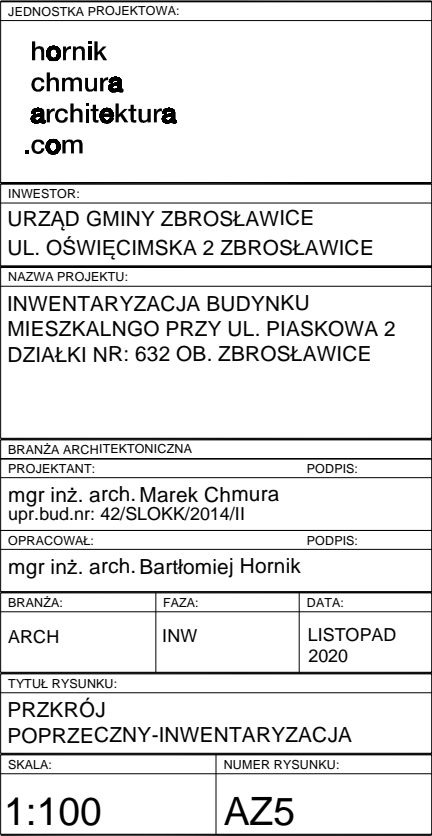 JEDNOSTKA PROJEKTOWA:
hornik
chmura
architektura
.com
INWESTOR:
URZĄD GMINY ZBROSŁAWICE
UL. OŚWIĘCIMSKA 2 ZBROSŁAWICE
NAZWA PROJEKTU:
INWENTARYZACJA BUDYNKU
MIESZKALNGO PRZY UL. PIASKOWA 2
DZIAŁKI NR: 632 OB. ZBROSŁAWICE
BRANŻA ARCHITEKTONICZNA
PROJEKTANT: PODPIS:
mgr inż. arch. Marek Chmura
upr.bud.nr: 42/SLOKK/2014/II
OPRACOWAŁ: PODPIS:
mgr inż. arch. Bartłomiej Hornik
BRANŻA: FAZA: DATA:
ARCH INW LISTOPAD
2020
TYTUŁ RYSUNKU:
PRZKRÓJ
POPRZECZNY-INWENTARYZACJA
SKALA: NUMER RYSUNKU:
1:100 AZ5